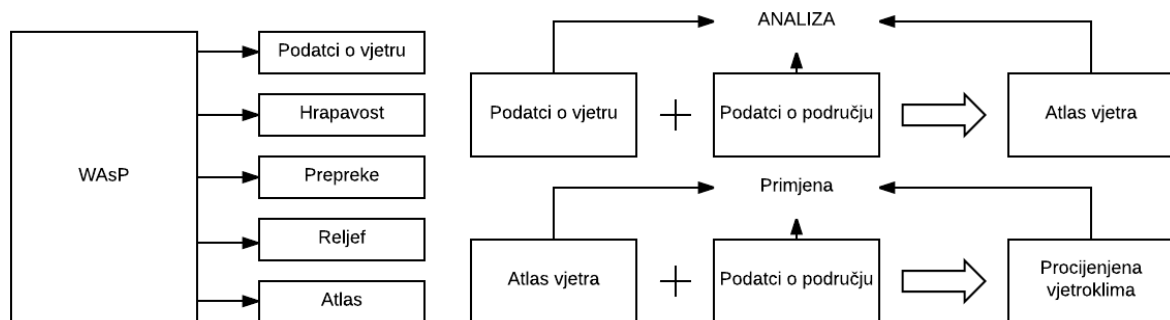 WAsP
Podatci o vjetru
Hrapavost
Prepreke
Reljef
Atlas
ANALIZA
Podatci o vjetru
+
Podatci o području
Atlas vjetra
Primjena
Atlas vjetra
+
Podatci o području
Procijenjena
vjetroklima